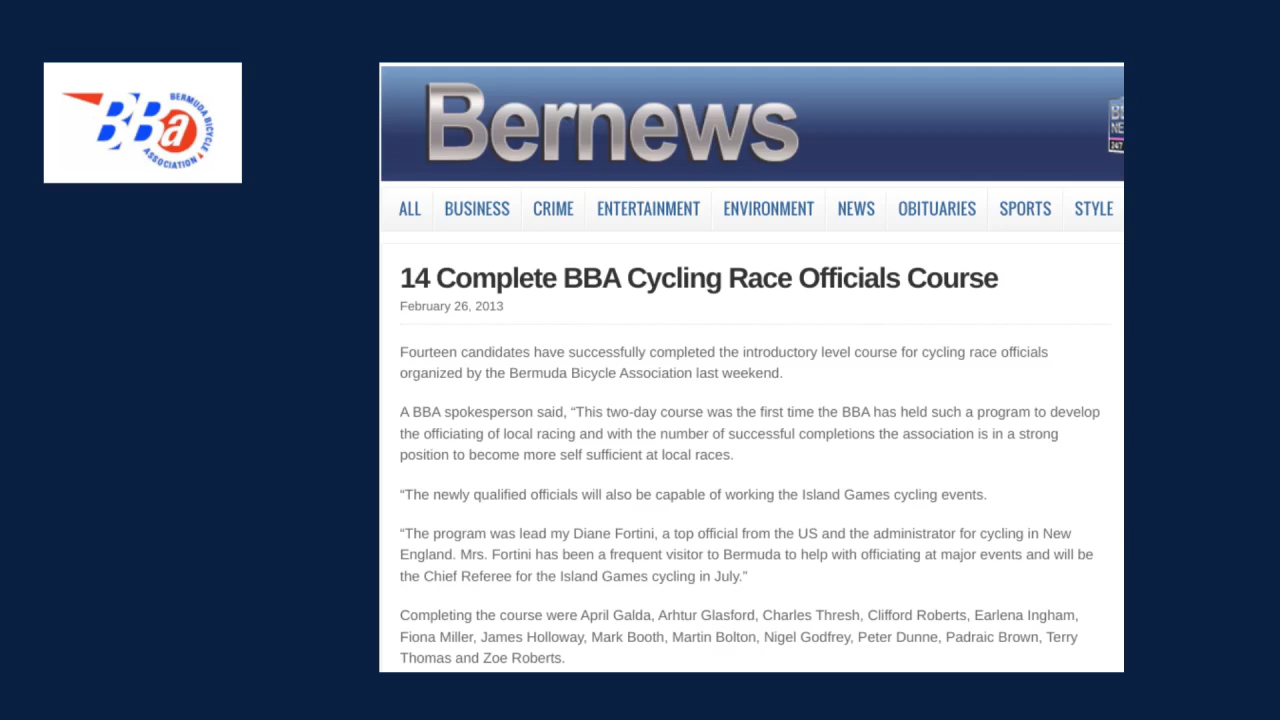 BBa
BERMUDA BICYCLE
ASSOCIATION
Bernews
24/7
ALL BUSINESS CRIME ENTERTAINMENT ENVIRONMENT NEWS OBITUARIES SPORTS STYLE
14 Complete BBA Cycling Race Officials Course
February 26, 2013
Fourteen candidates have successfully completed the introductory level course for cycling race officials
organized by the Bermuda Bicycle Association last weekend.
A BBA spokesperson said, “This two-day course was the first time the BBA has held such a program to develop
the officiating of local racing and with the number of successful completions the association is in a strong
position to become more self sufficient at local races.
“The newly qualified officials will also be capable of working the Island Games cycling events.
“The program was lead my Diane Fortini, a top official from the US and the administrator for cycling in New
England. Mrs. Fortini has been a frequent visitor to Bermuda to help with officiating at major events and will be
the Chief Referee for the Island Games cycling in July.”
Completing the course were April Galda, Arhtur Glasford, Charles Thresh, Clifford Roberts, Earlena Ingham,
Fiona Miller, James Holloway, Mark Booth, Martin Bolton, Nigel Godfrey, Peter Dunne, Padraic Brown, Terry
Thomas and Zoe Roberts.